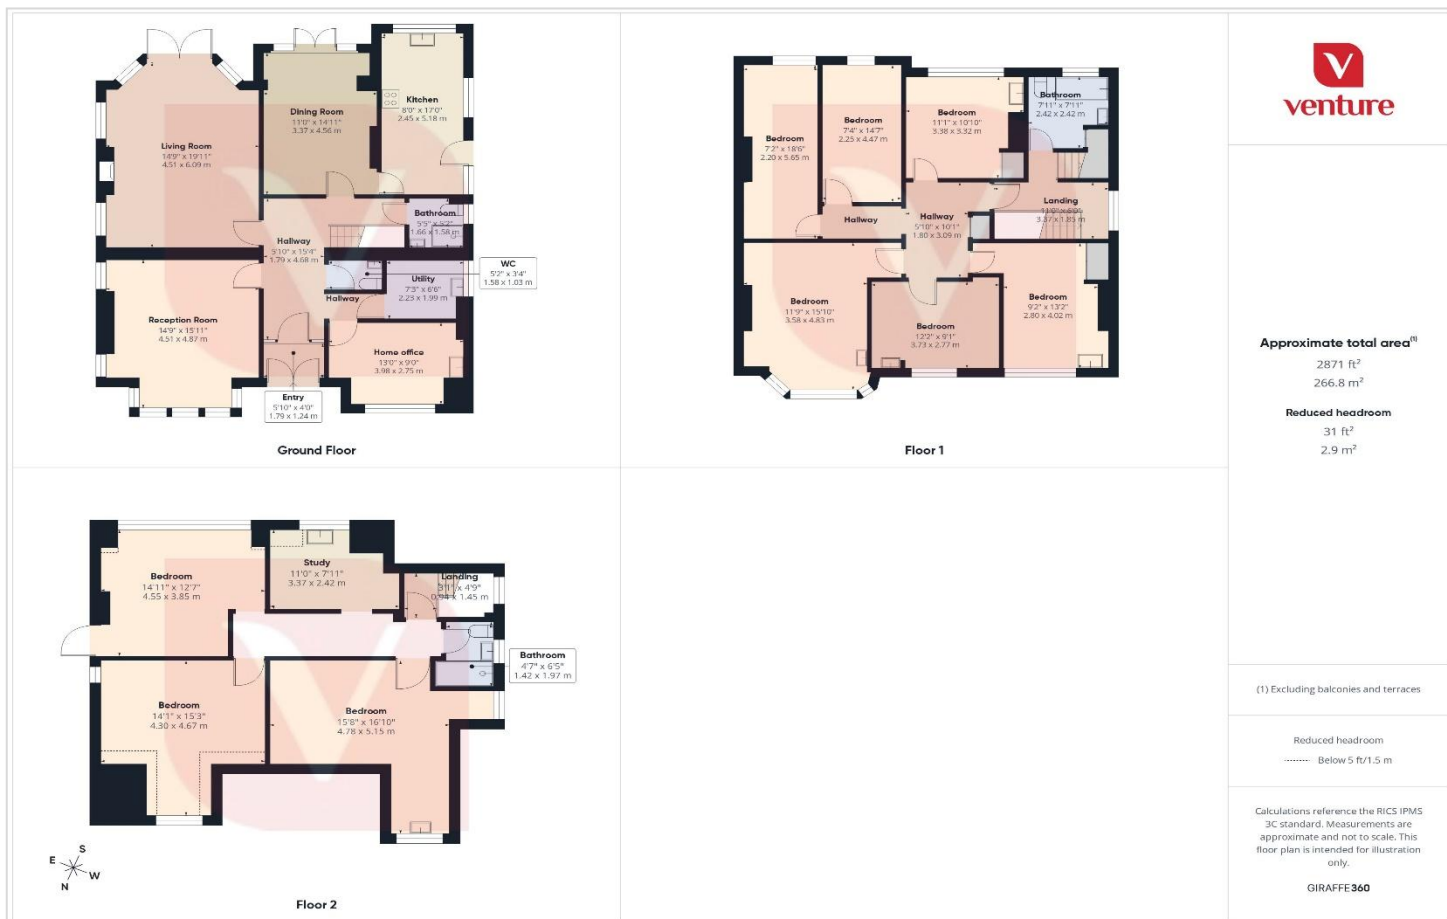 Living Room
14'9" x 19'11"
4.51 x 6.09 m
Dining Room
11'0" x 14'11"
3.37 x 4.56 m
Kitchen
8'0" x 17'0"
2.45 x 5.18 m
Bathroom
5'5" x 5'2"
1.66 x 1.58 m
Hallway
5'10" x 15'4"
1.79 x 4.68 m
WC
5'2" x 3'4"
1.58 x 1.03 m
Utility
7'3" x 6'6"
2.23 x 1.99 m
Hallway
Reception Room
14'9" x 15'11"
4.51 x 4.87 m
Home office
13'0" x 9'0"
3.98 x 2.75 m
Entry
5'10" x 4'0"
1.79 x 1.24 m
Ground Floor
Bedroom
7'2" x 18'6"
2.20 x 5.65 m
Bedroom
7'4" x 14'7"
2.25 x 4.47 m
Bedroom
11'1" x 10'10"
3.38 x 3.32 m
Bathroom
7'11" x 7'11"
2.42 x 2.42 m
Landing
3.37 x 1.85 m
Hallway
Hallway
5'10" x 10'1"
1.80 x 3.09 m
Bedroom
11'9" x 15'10"
3.58 x 4.83 m
Bedroom
12'2" x 9'1"
3.73 x 2.77 m
Bedroom
9'2" x 13'2"
2.80 x 4.02 m
Floor 1
Bedroom
14'11" x 12'7"
4.55 x 3.85 m
Study
11'0" x 7'11"
3.37 x 2.42 m
Landing
3'1" x 4'9"
0.94 x 1.45 m
Bathroom
4'7" x 6'5"
1.42 x 1.97 m
Bedroom
14'1" x 15'3"
4.30 x 4.67 m
Bedroom
15'8" x 16'10"
4.78 x 5.15 m
S
E
W
N
Floor 2
venture
Approximate total area(1)
2871 ft²
266.8 m²
Reduced headroom
31 ft²
2.9 m²
(1) Excluding balconies and terraces
Reduced headroom
Below 5 ft/1.5 m
Calculations reference the RICS IPMS
3C standard. Measurements are
approximate and not to scale. This
floor plan is intended for illustration
only.
GIRAFFE360